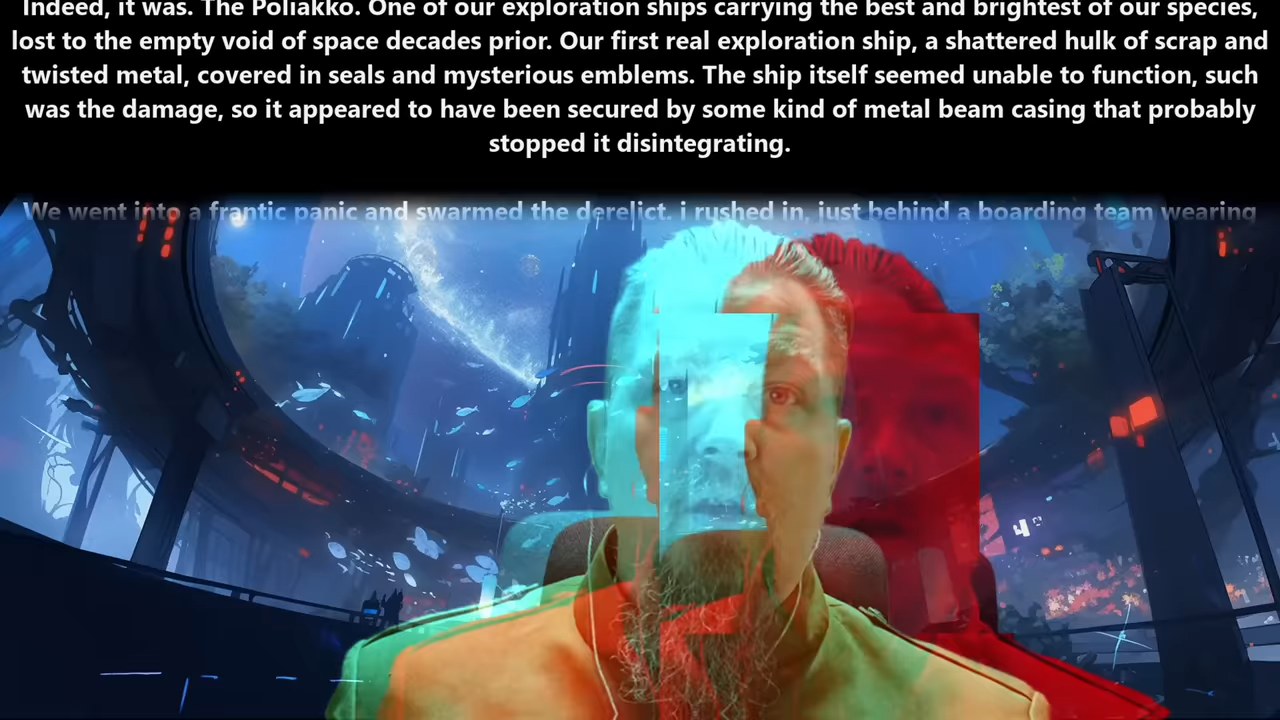 Indeed, it was. The Poliakko. One of our exploration ships carrying the best and brightest of our species,
lost to the empty void of space decades prior. Our first real exploration ship, a shattered hulk of scrap and
twisted metal, covered in seals and mysterious emblems. The ship itself seemed unable to function, such
was the damage, so it appeared to have been secured by some kind of metal beam casing that probably
stopped it disintegrating.
We went into a frantic panic and swarmed the derelict. i rushed in, just behind a boarding team wearing